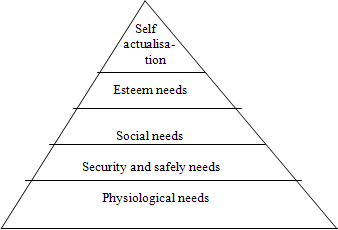 Self
actualisa-
tion
Esteem needs
Social needs
Security and safely needs
Physiological needs